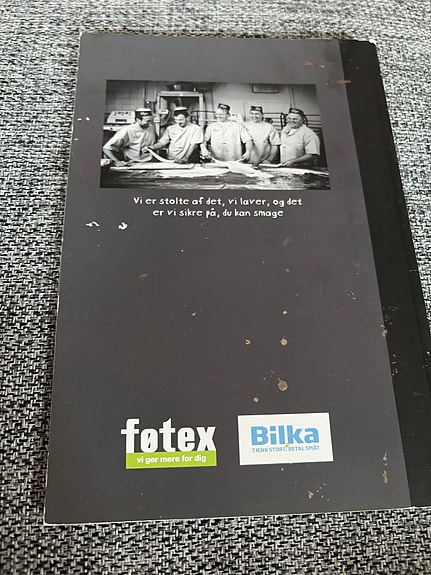 Vi er stolte af det, vi laver, og det
er vi sikre på, du kan smage
føtex
vi gør mere for dig
Bilka
TÆNK STORT, BETAL SMÅT